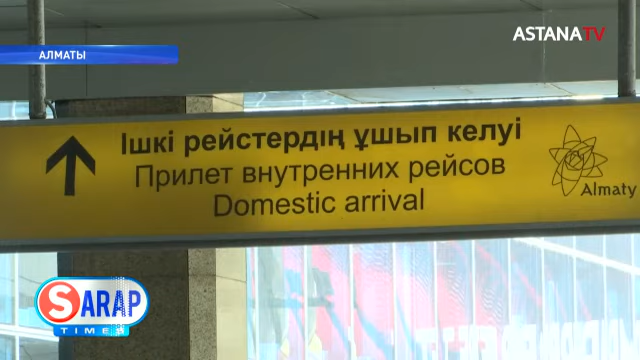 АЛМАТЫ
ASTANATV
Ішкі рейстердің ұшып келуі
Прилет внутренних рейсов
Domestic arrival
Almaty
SARAP
TIMES